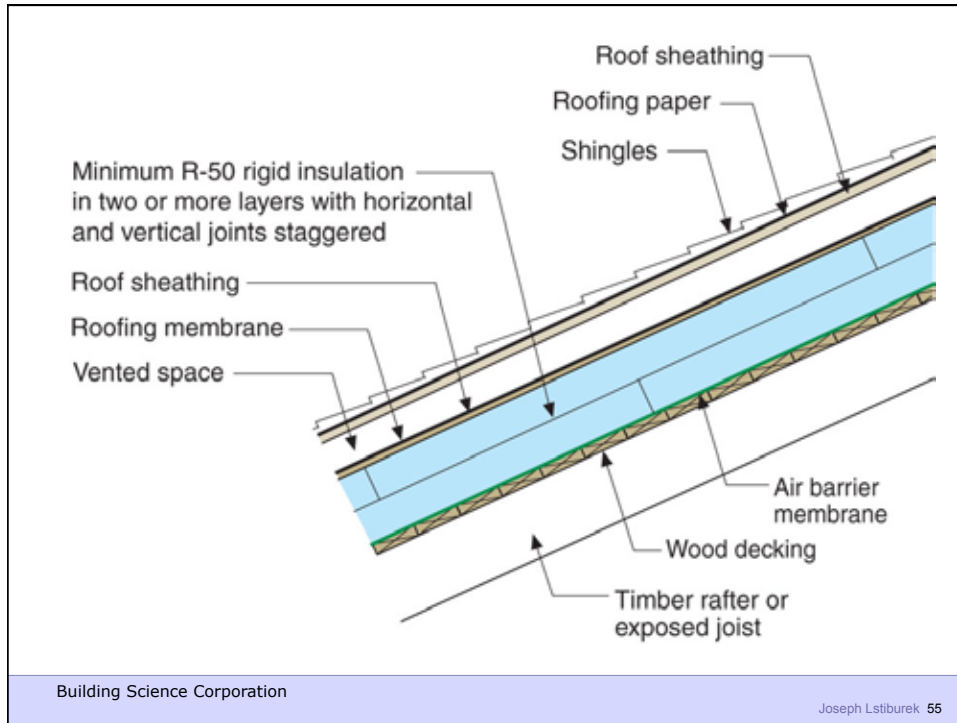 Roof sheathing
Roofing paper
Shingles
Minimum R-50 rigid insulation
in two or more layers with horizontal
and vertical joints staggered
Roof sheathing
Roofing membrane
Vented space
Air barrier
membrane
Wood decking
Timber rafter or
exposed joist
Building Science Corporation
Joseph Lstiburek 55